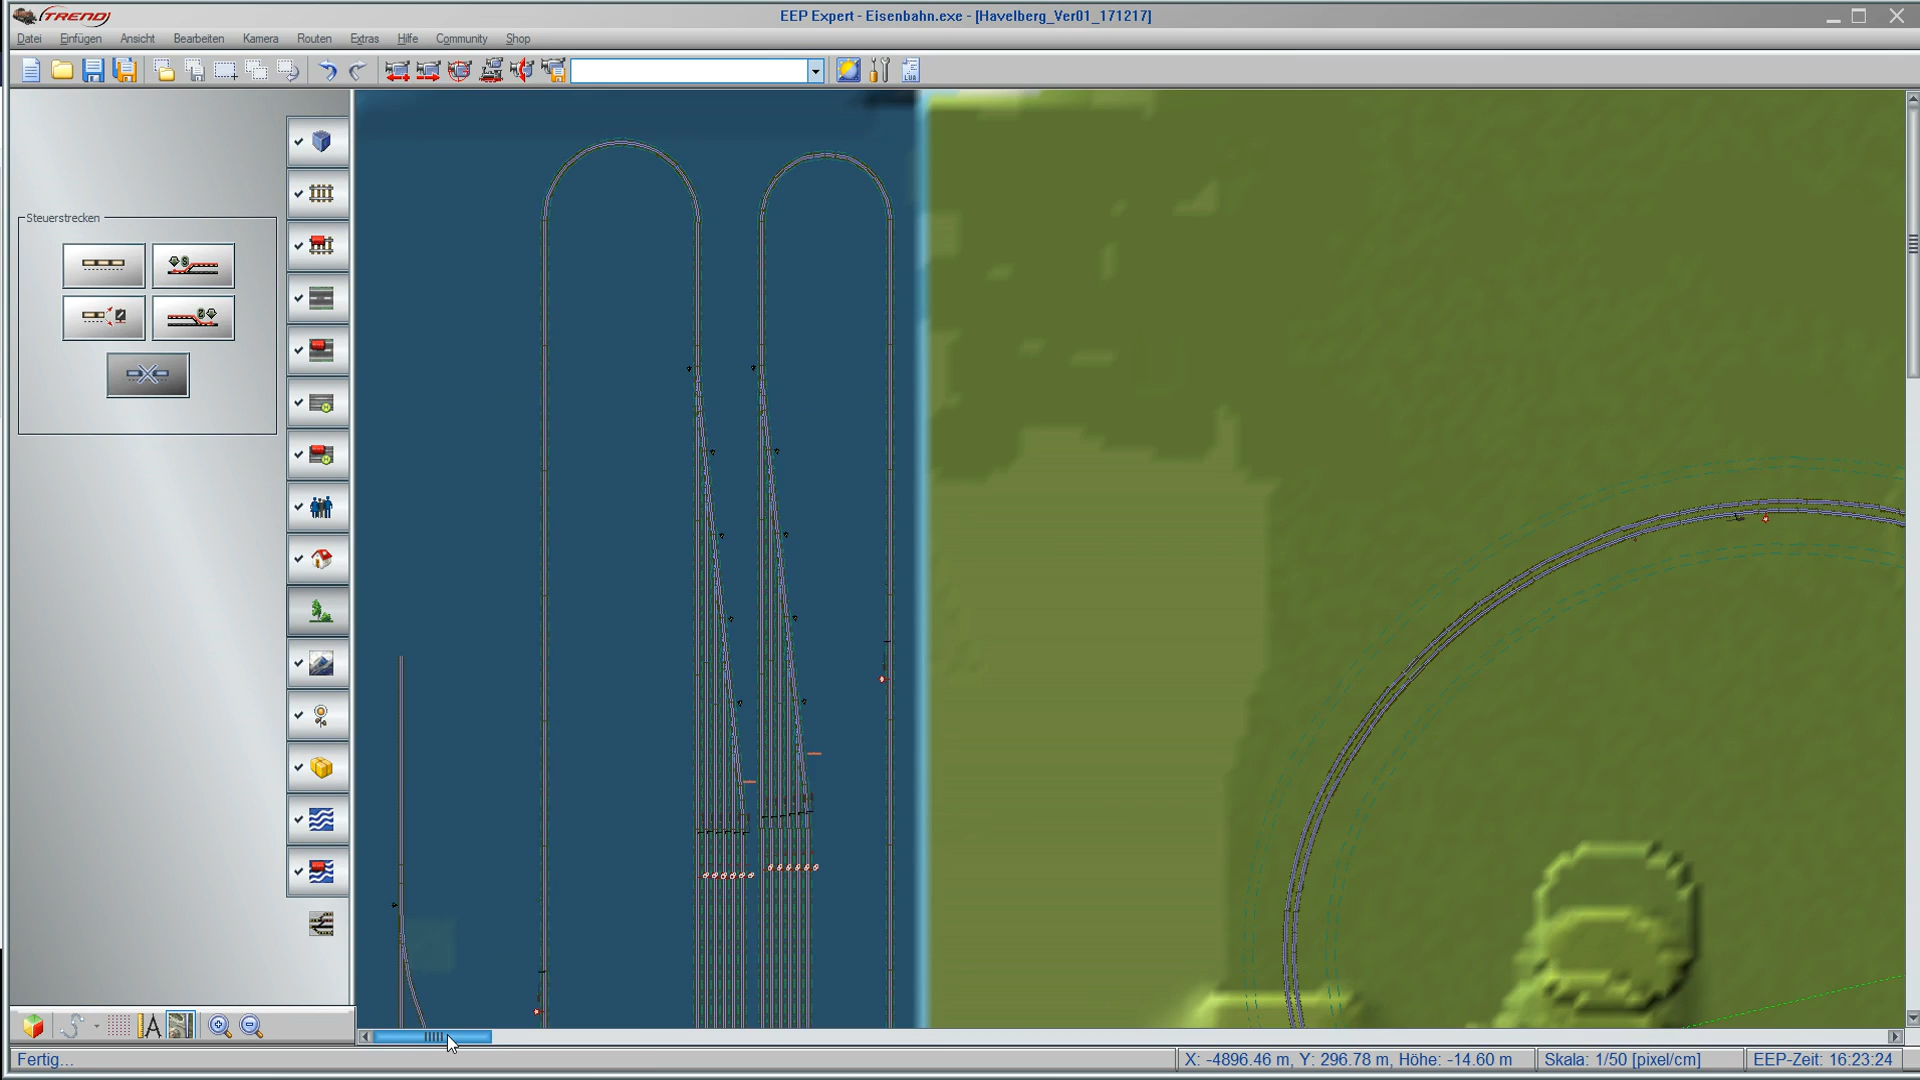 TREND
EEP Expert - Eisenbahn.exe - [Havelberg_Ver01_171217]
Datei Einfügen Ansicht Bearbeiten Kamera Routen Extras Hilfe Community Shop
LUA
Steuerstrecken
Fertig...
X: -4896.46 m, Y: 296.78 m, Höhe: -14.60 m
Skala: 1/50 [pixel/cm]
EEP-Zeit: 16:23:24